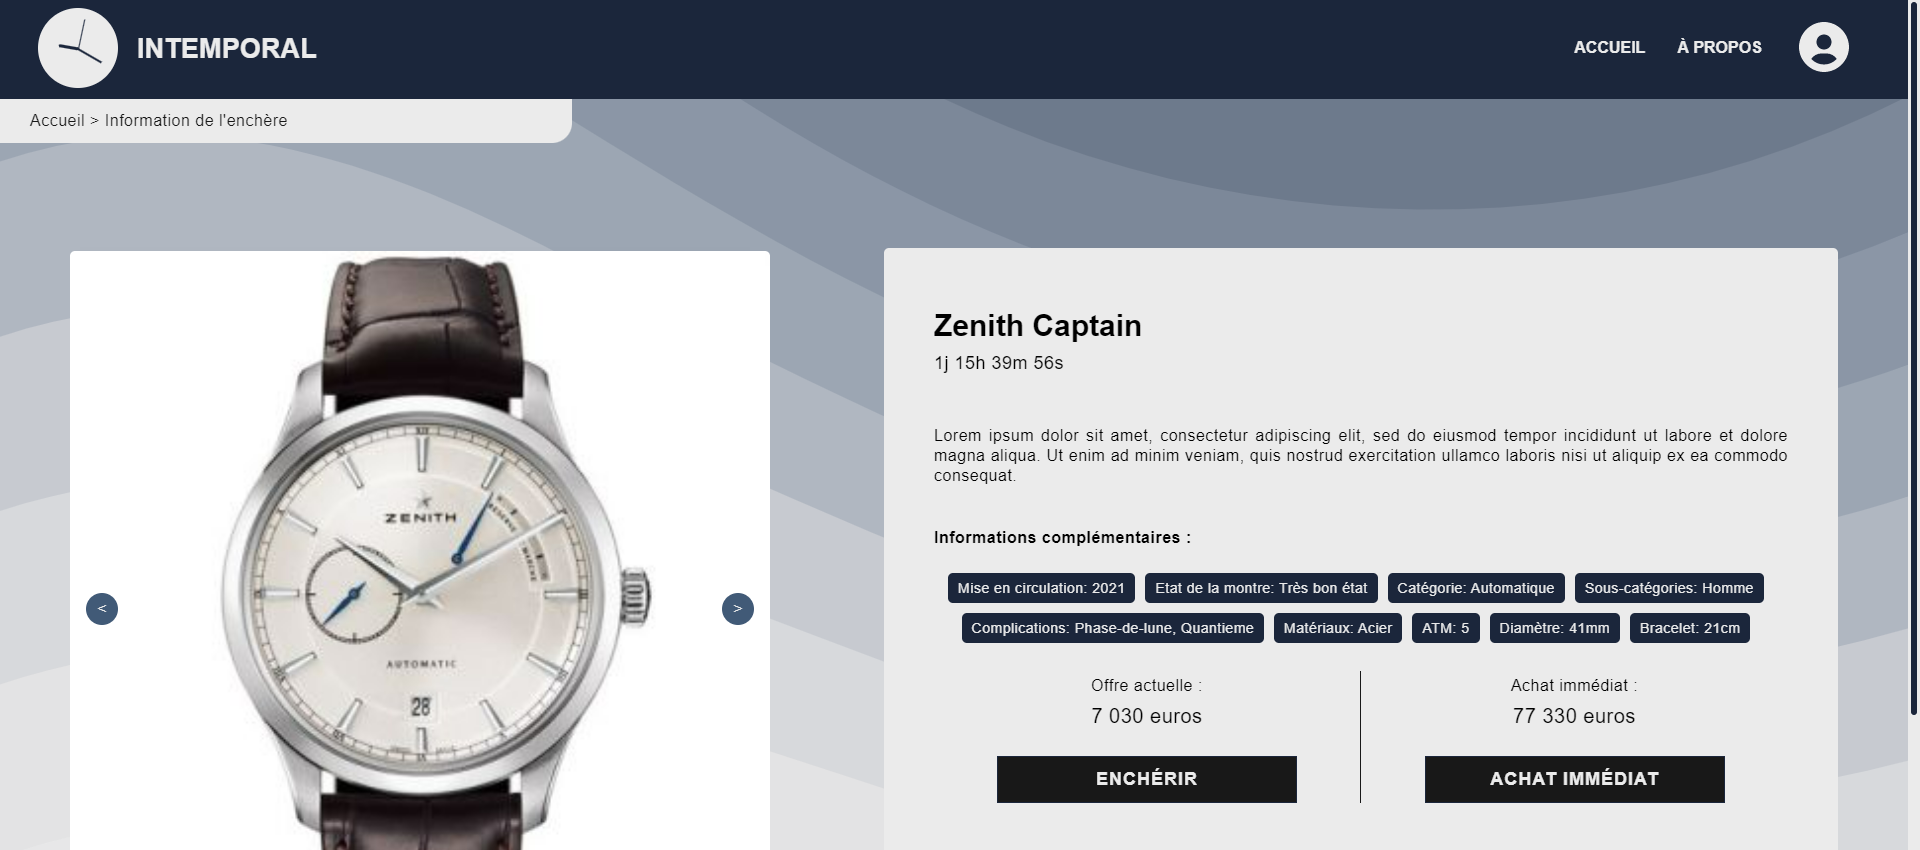 INTEMPORAL
ACCUEIL
À PROPOS
Accueil > Information de l'enchère
ZENITH
RESERVE
MARCHE
AUTOMATIC
28
<
>
Zenith Captain
1j 15h 39m 56s
Lorem ipsum dolor sit amet, consectetur adipiscing elit, sed do eiusmod tempor incididunt ut labore et dolore
magna aliqua. Ut enim ad minim veniam, quis nostrud exercitation ullamco laboris nisi ut aliquip ex ea commodo
consequat.
Informations complémentaires :
Mise en circulation: 2021
Etat de la montre: Très bon état
Catégorie: Automatique
Sous-catégories: Homme
Complications: Phase-de-lune, Quantieme
Matériaux: Acier
ATM: 5
Diamètre: 41mm
Bracelet: 21cm
Offre actuelle :
7 030 euros
ENCHÉRIR
Achat immédiat :
77 330 euros
ACHAT IMMÉDIAT